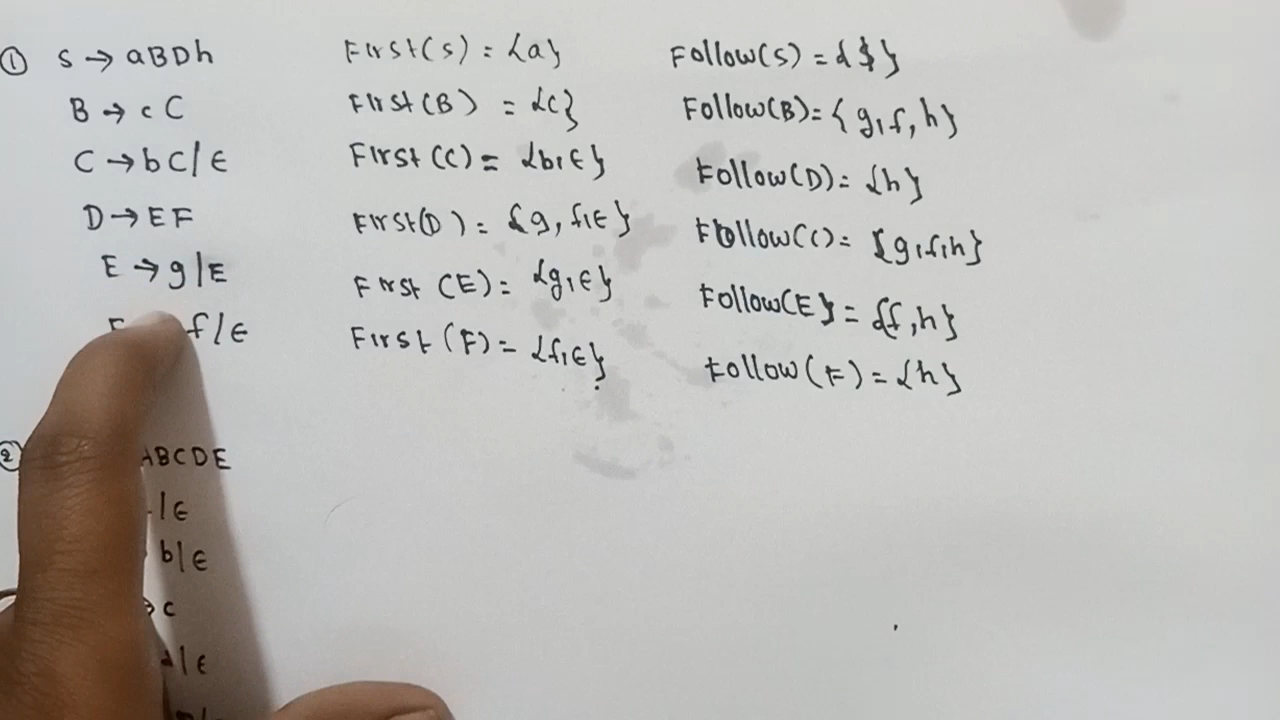 ① S → aBDh First(S) = {a} Follow(S) = {$}
B → cC First(B) = {c} Follow(B) = {g,f,h}
C → bC/ϵ First(C) = {b,ϵ} Follow(D) = {h}
D → EF First(D) = {g,f,ϵ} Follow(C) = {g,f,h}
E → g/ϵ First(E) = {g,ϵ} Follow(E} = {f,h}
f/ϵ First(F) = {f,ϵ} Follow(F) = {h}
② ABCDE
/ϵ
b/ϵ
→ c
/ϵ